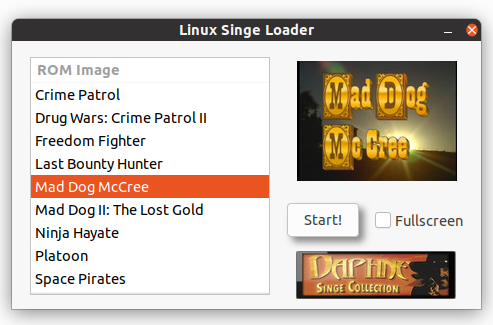 Linux Singe Loader
ROM Image
Crime Patrol
Drug Wars: Crime Patrol II
Freedom Fighter
Last Bounty Hunter
Mad Dog McCree
Mad Dog II: The Lost Gold
Ninja Hayate
Platoon
Space Pirates
Mad Dog
McCree
Start!
Fullscreen
DAPHNE
SINGE COLLECTION